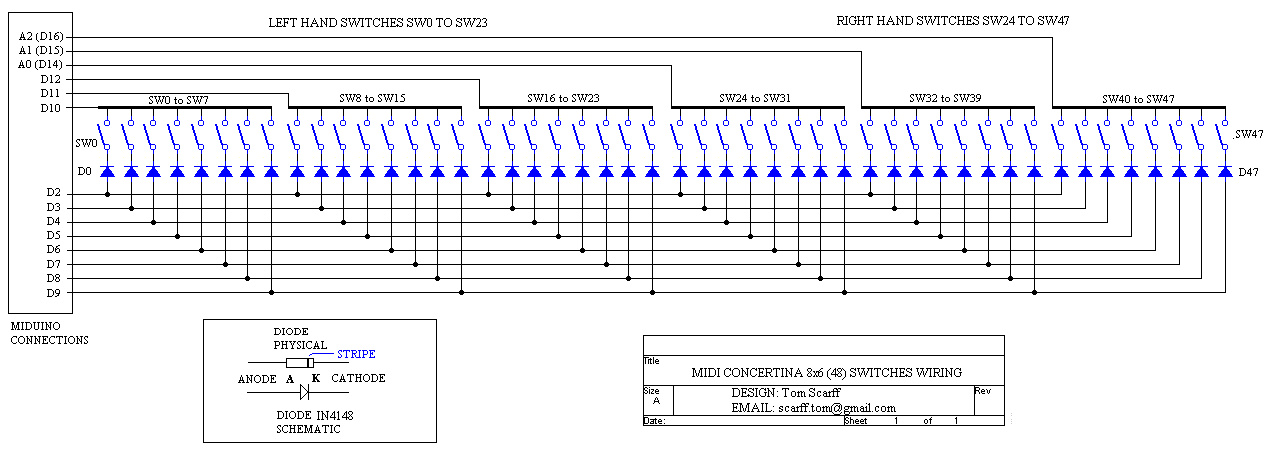 LEFT HAND SWITCHES SW0 TO SW23
RIGHT HAND SWITCHES SW24 TO SW47
A2 (D16)
A1 (D15)
A0 (D14)
D12
D11
D10
SW0 to SW7
SW8 to SW15
SW16 to SW23
SW24 to SW31
SW32 to SW39
SW40 to SW47
SW0
SW47
D0
D47
D2
D3
D4
D5
D6
D7
D8
D9
MIDUINO
CONNECTIONS
DIODE
PHYSICAL
STRIPE
ANODE A K CATHODE
DIODE IN4148
SCHEMATIC
Title
MIDI CONCERTINA 8x6 (48) SWITCHES WIRING
Size
A
DESIGN: Tom Scarff
EMAIL: scarff.tom@gmail.com
Rev
Date:
Sheet 1 of 1